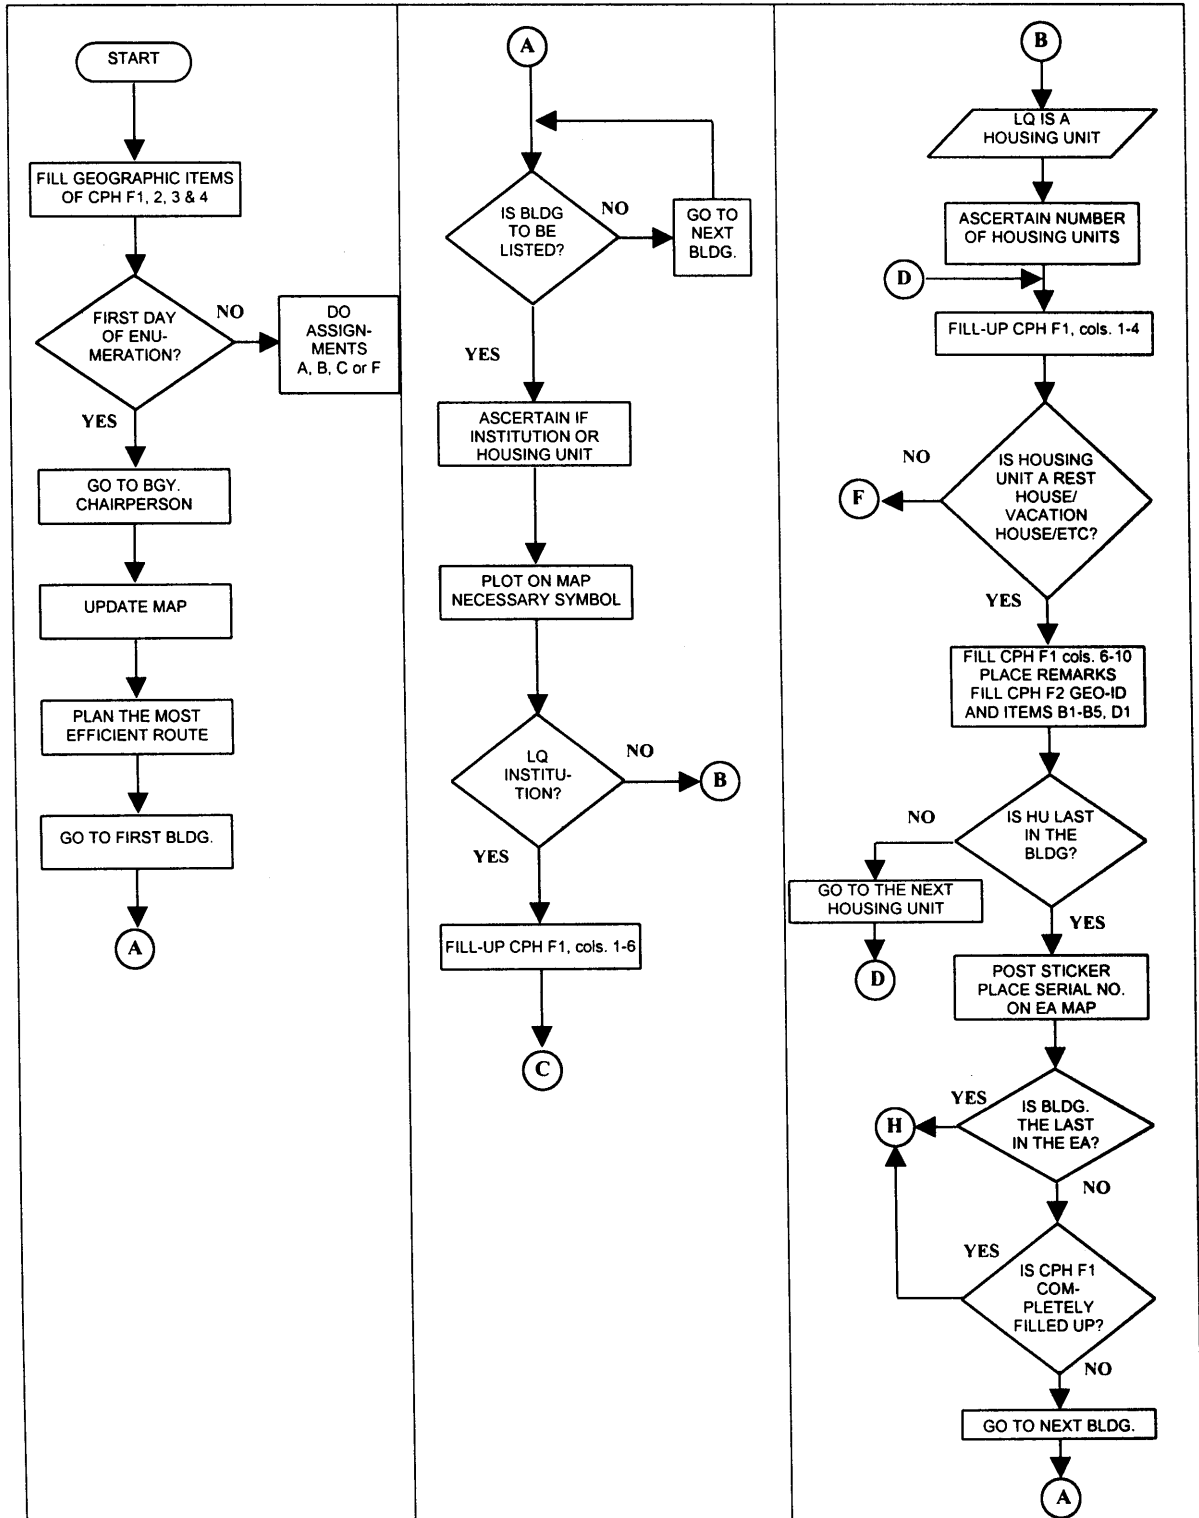 START
FILL GEOGRAPHIC ITEMS
OF CPH F1, 2, 3 & 4
FIRST DAY
OF ENU-
MERATION?
NO
DO
ASSIGN-
MENTS
A, B, C or F
YES
GO TO BGY.
CHAIRPERSON
UPDATE MAP
PLAN THE MOST
EFFICIENT ROUTE
GO TO FIRST BLDG.
A
A
IS BLDG
TO BE
LISTED?
NO
GO TO
NEXT
BLDG.
YES
ASCERTAIN IF
INSTITUTION OR
HOUSING UNIT
PLOT ON MAP
NECESSARY SYMBOL
LQ
INSTITU-
TION?
NO
B
YES
FILL-UP CPH F1, cols. 1-6
C
B
LQ IS A
HOUSING UNIT
ASCERTAIN NUMBER
OF HOUSING UNITS
D
FILL-UP CPH F1, cols. 1-4
IS HOUSING
UNIT A REST
HOUSE/
VACATION
HOUSE/ETC?
NO
F
YES
FILL CPH F1 cols. 6-10
PLACE REMARKS
FILL CPH F2 GEO-ID
AND ITEMS B1-B5, D1
IS HU LAST
IN THE
BLDG?
NO
GO TO THE NEXT
HOUSING UNIT
D
YES
POST STICKER
PLACE SERIAL NO.
ON EA MAP
IS BLDG.
THE LAST
IN THE EA?
YES
H
NO
IS CPH F1
COM-
PLETELY
FILLED UP?
YES
NO
GO TO NEXT BLDG.
A